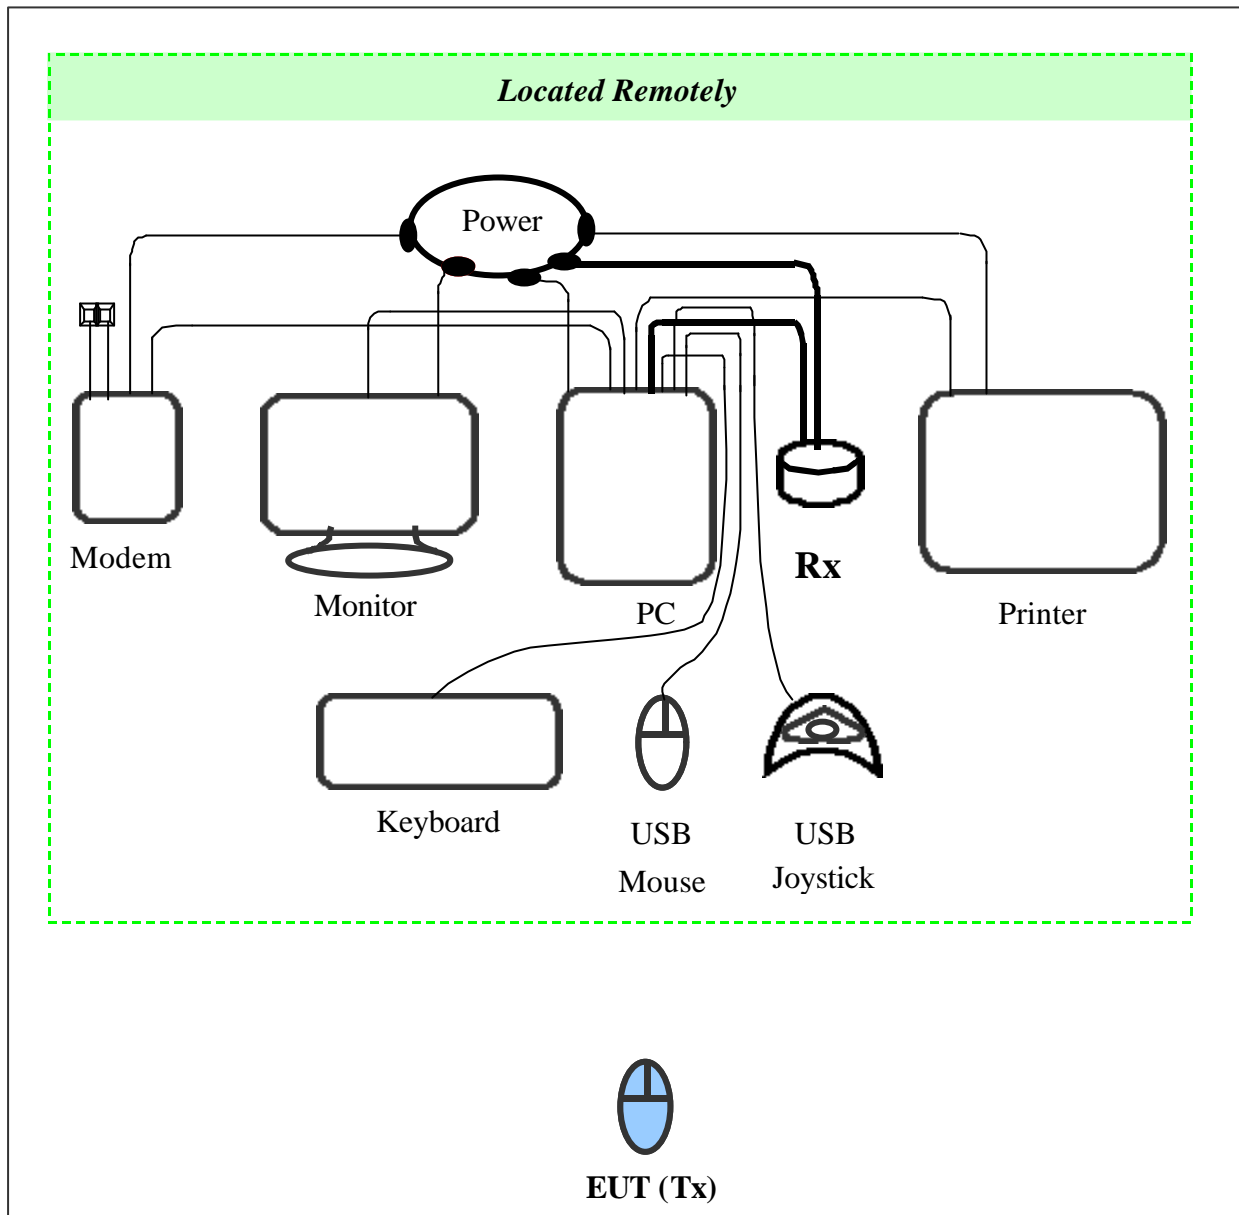 Located Remotely
Power
Modem
Monitor
PC
Rx
Printer
Keyboard
USB
Mouse
USB
Joystick
EUT (Tx)